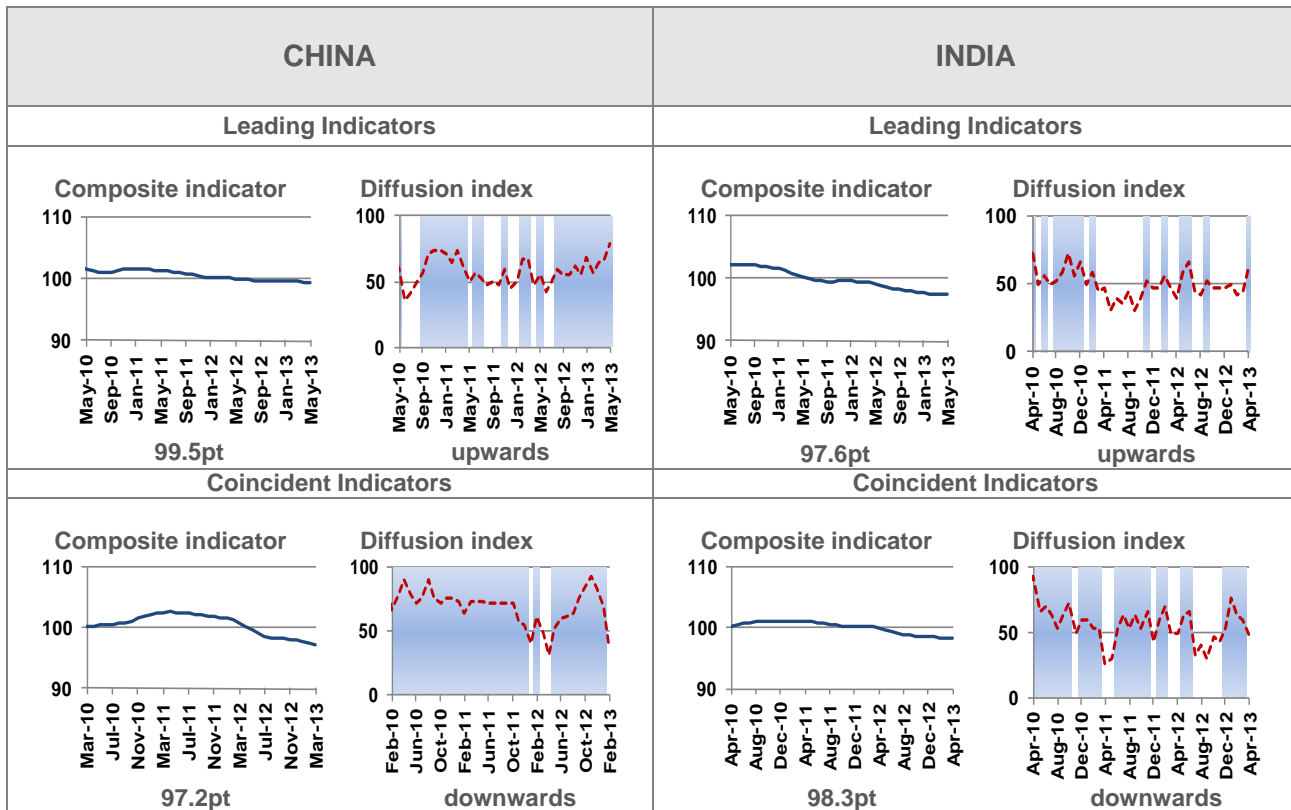 CHINA
INDIA
Leading Indicators
Leading Indicators
Composite indicator
110
100
90
May-10
Sep-10
Jan-11
May-11
Sep-11
Jan-12
May-12
Sep-12
Jan-13
May-13
99.5pt
Diffusion index
100
50
0
May-10
Sep-10
Jan-11
May-11
Sep-11
Jan-12
May-12
Sep-12
Jan-13
May-13
upwards
Composite indicator
110
100
90
May-10
Sep-10
Jan-11
May-11
Sep-11
Jan-12
May-12
Sep-12
Jan-13
May-13
97.6pt
Diffusion index
100
50
0
Apr-10
Aug-10
Dec-10
Apr-11
Aug-11
Dec-11
Apr-12
Aug-12
Dec-12
Apr-13
upwards
Coincident Indicators
Coincident Indicators
Composite indicator
110
100
90
Mar-10
Jul-10
Nov-10
Mar-11
Jul-11
Nov-11
Mar-12
Jul-12
Nov-12
Mar-13
97.2pt
Diffusion index
100
50
0
Feb-10
Jun-10
Oct-10
Feb-11
Jun-11
Oct-11
Feb-12
Jun-12
Oct-12
Feb-13
downwards
Composite indicator
110
100
90
Apr-10
Aug-10
Dec-10
Apr-11
Aug-11
Dec-11
Apr-12
Aug-12
Dec-12
Apr-13
98.3pt
Diffusion index
100
50
0
Apr-10
Aug-10
Dec-10
Apr-11
Aug-11
Dec-11
Apr-12
Aug-12
Dec-12
Apr-13
downwards